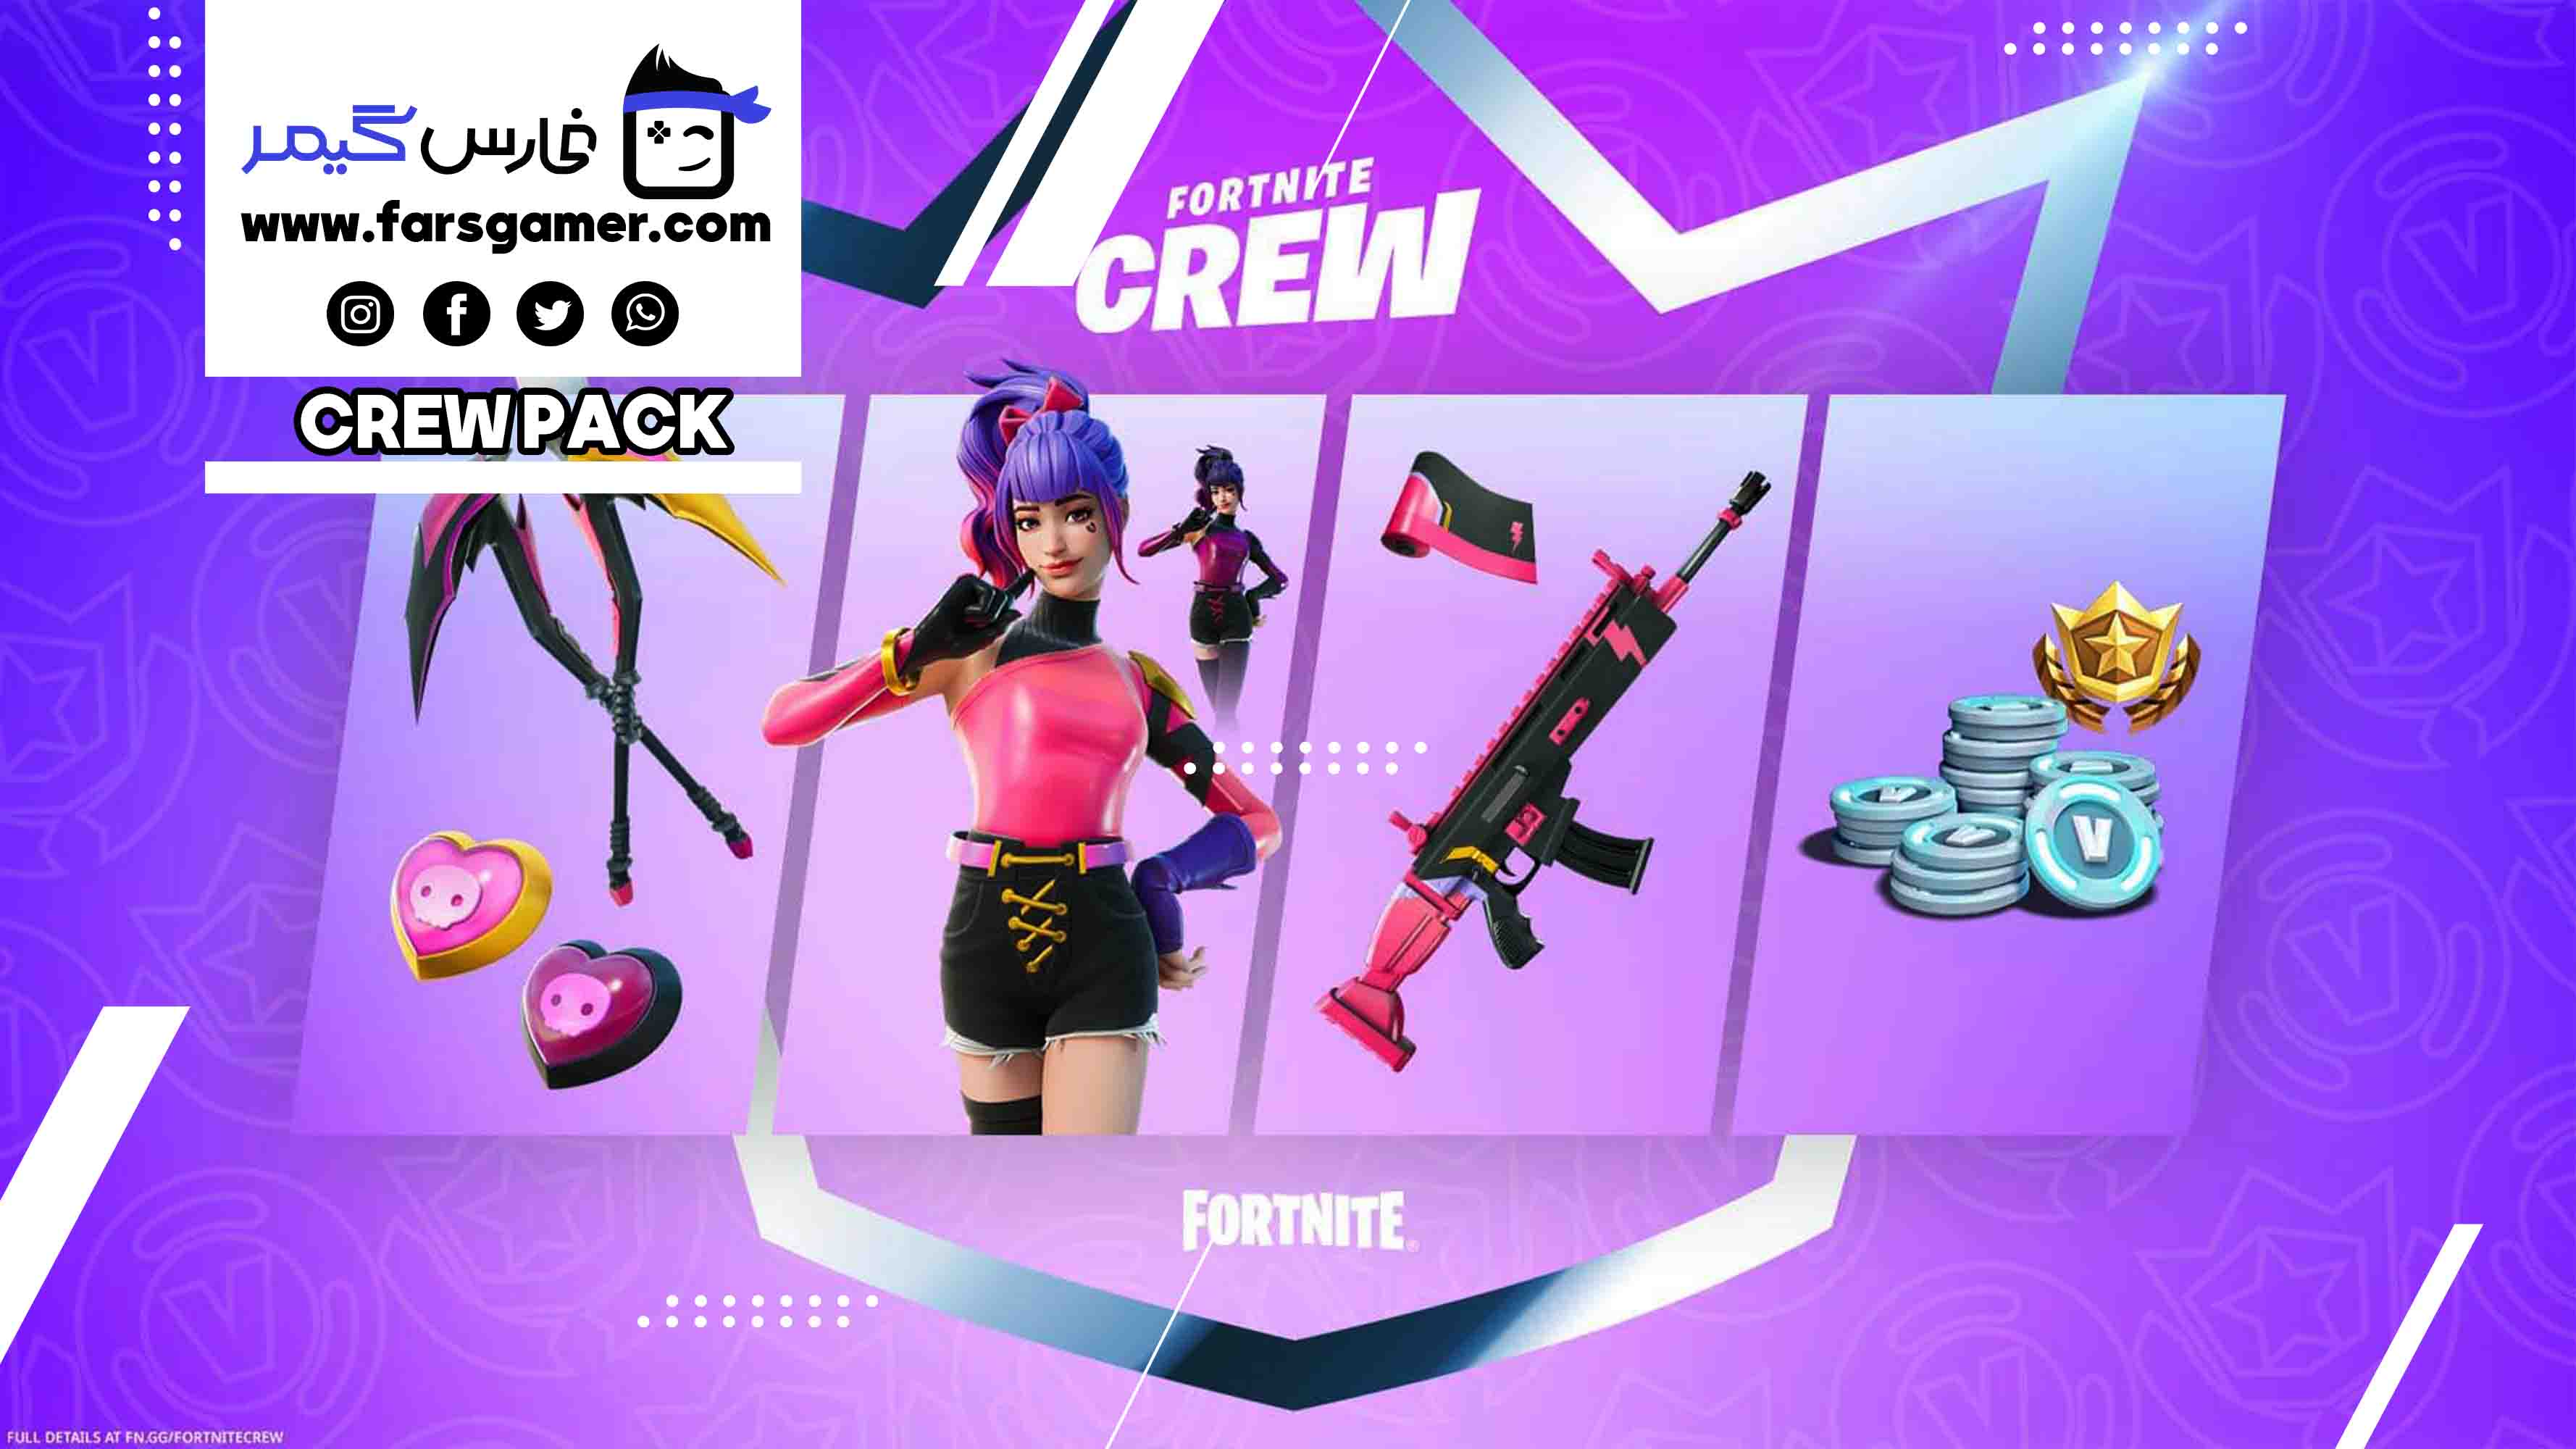 فارس گیمر
www.farsgamer.com
CREW PACK
FORTNITE
CREW
FORTNITE
FULL DETAILS AT FN.GG/FORTNITECREW